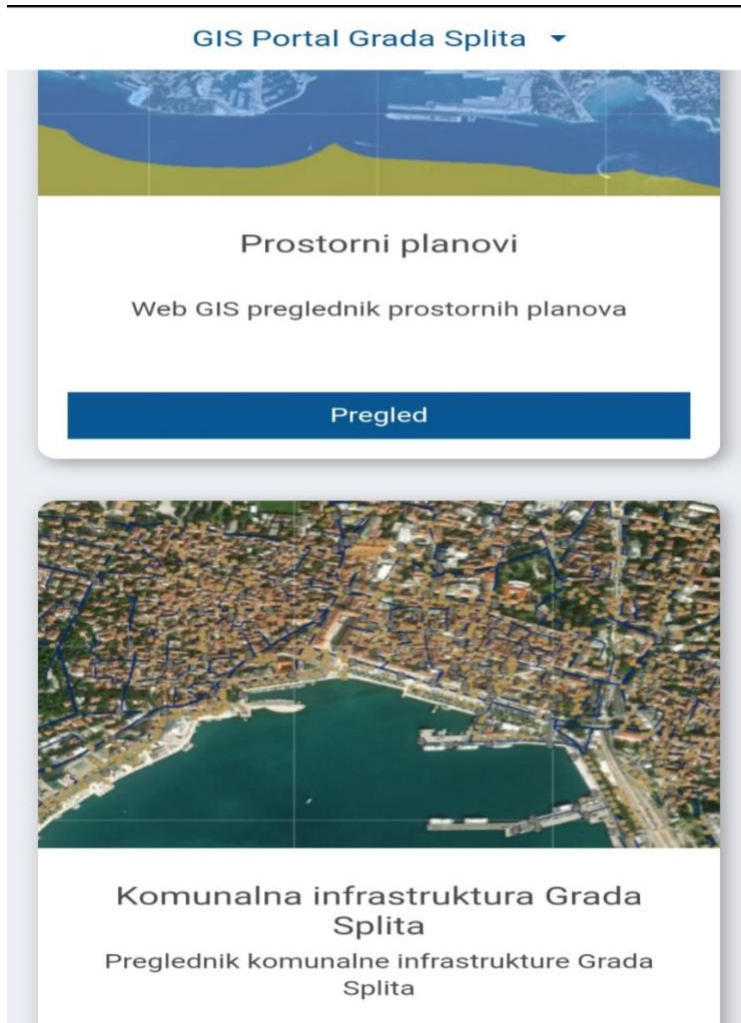 GIS Portal Grada Splita
Prostorni planovi
Web GIS preglednik prostornih planova
Pregled
Komunalna infrastruktura Grada
Splita
Preglednik komunalne infrastrukture Grada
Splita